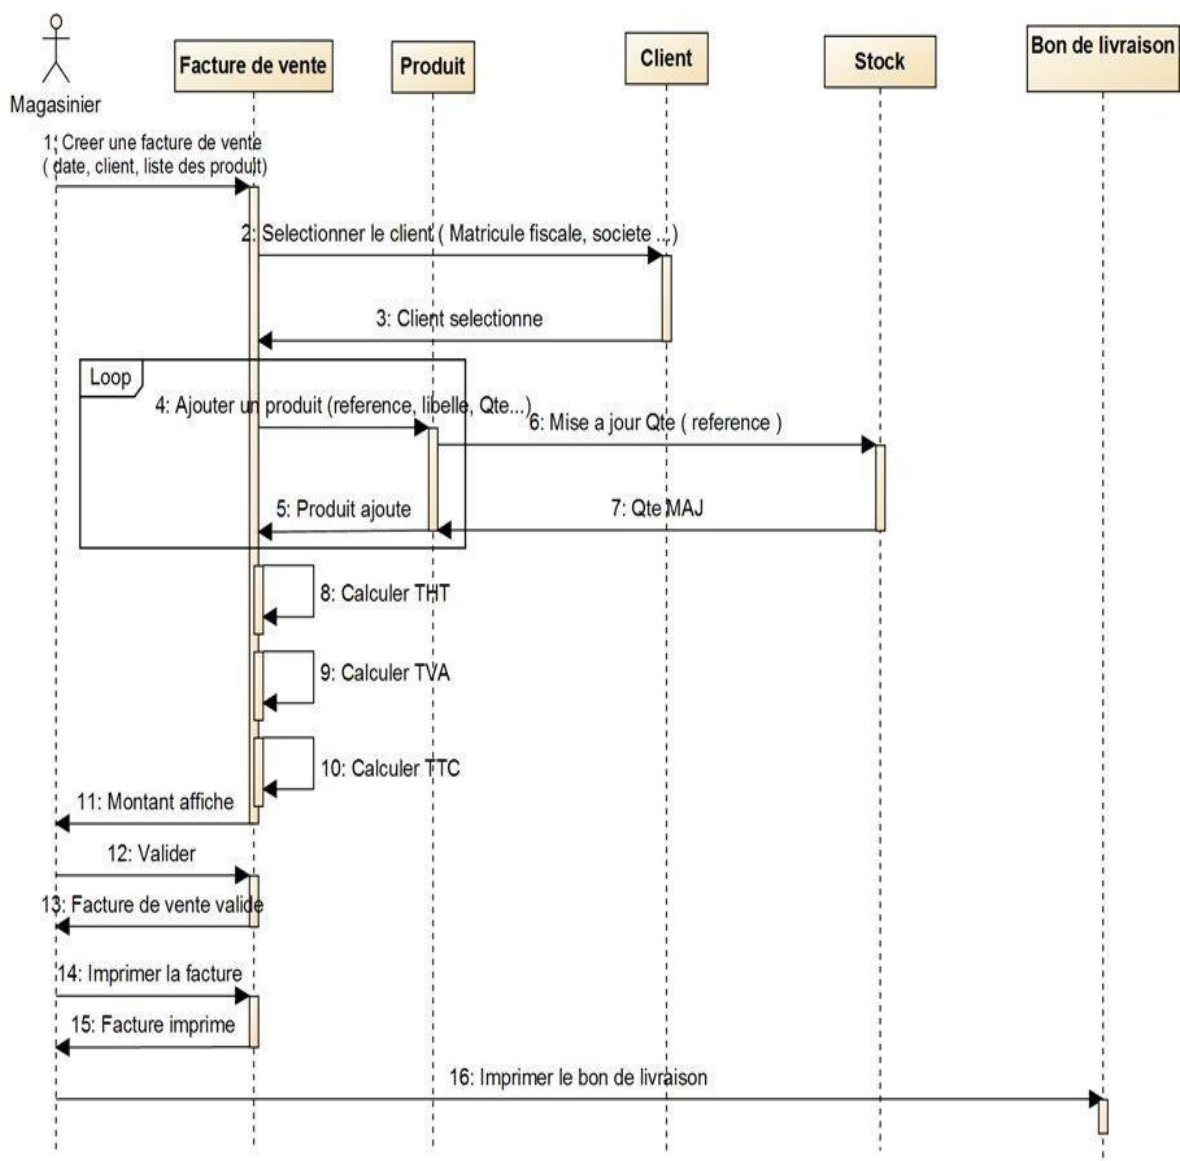 Magasinier
Facture de vente
Produit
Client
Stock
Bon de livraison
1: Creer une facture de vente
( date, client, liste des produit)
2: Selectionner le client ( Matricule fiscale, societe ...)
3: Client selectionne
Loop
4: Ajouter un produit (reference, libelle, Qte...)
6: Mise a jour Qte ( reference )
5: Produit ajoute
7: Qte MAJ
8: Calculer THT
9: Calculer TVA
10: Calculer TTC
11: Montant affiche
12: Valider
13: Facture de vente valide
14: Imprimer la facture
15: Facture imprime
16: Imprimer le bon de livraison